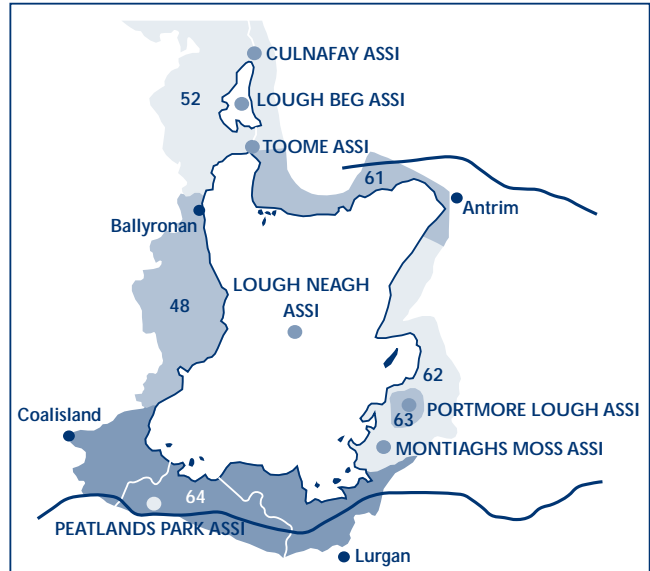 CULNAFAY ASSI
52
LOUGH BEG ASSI
TOOME ASSI
61
Antrim
Ballyronan
LOUGH NEAGH
ASSI
48
62
63
PORTMORE LOUGH ASSI
Coalisland
MONTIAGHS MOSS ASSI
64
PEATLANDS PARK ASSI
Lurgan